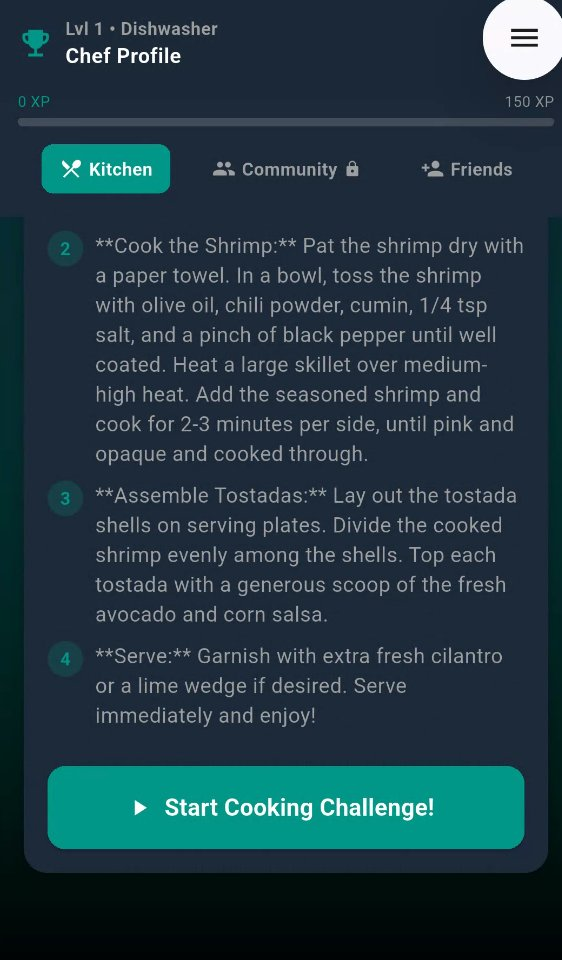 Lvl 1 • Dishwasher
Chef Profile
0 XP
150 XP
Kitchen
Community
Friends
2
**Cook the Shrimp:** Pat the shrimp dry with
a paper towel. In a bowl, toss the shrimp
with olive oil, chili powder, cumin, 1/4 tsp
salt, and a pinch of black pepper until well
coated. Heat a large skillet over medium-
high heat. Add the seasoned shrimp and
cook for 2-3 minutes per side, until pink and
opaque and cooked through.
3
**Assemble Tostadas:** Lay out the tostada
shells on serving plates. Divide the cooked
shrimp evenly among the shells. Top each
tostada with a generous scoop of the fresh
avocado and corn salsa.
4
**Serve:** Garnish with extra fresh cilantro
or a lime wedge if desired. Serve
immediately and enjoy!
Start Cooking Challenge!